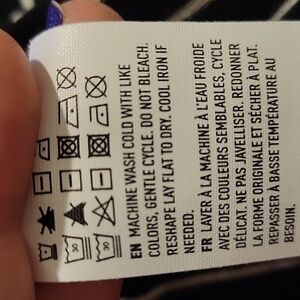 EN MACHINE WASH COLD WITH LIKE
COLORS, GENTLE CYCLE. DO NOT BLEACH.
RESHAPE LAY FLAT TO DRY. COOL IRON IF
NEEDED.
FR LAVER À LA MACHINE À L'EAU FROIDE
AVEC DES COULEURS SEMBLABLES, CYCLE
DÉLICAT. NE PAS JAVELLISER. REDONNER
LA FORME ORIGINALE ET SÉCHER À PLAT.
REPASSER À BASSE TEMPÉRATURE AU
BESOIN.
30
30